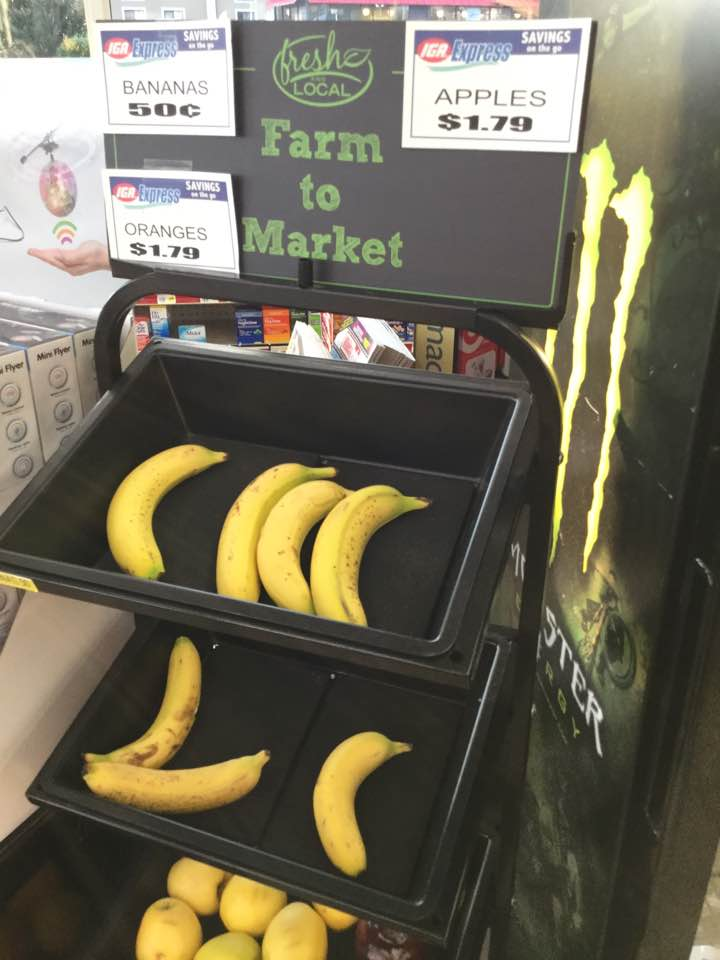 IGA Express
SAVINGS
on the go
BANANAS
50¢
fresh
AND
LOCAL
IGA Express
SAVINGS
on the go
APPLES
$1.79
Farm
to
Market
IGA Express
SAVINGS
on the go
ORANGES
$1.79
Mini Flyer
Mini Flyer